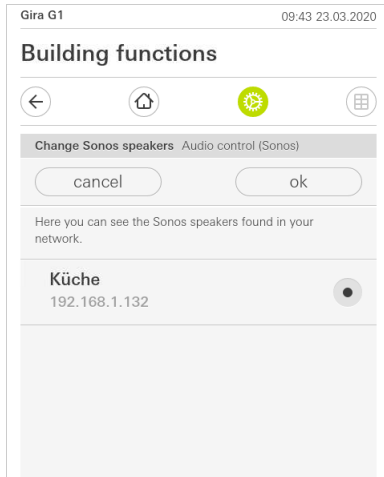 Gira G1 09:43 23.03.2020
Building functions
Change Sonos speakers Audio control (Sonos)
cancel ok
Here you can see the Sonos speakers found in your
network.
Küche
192.168.1.132